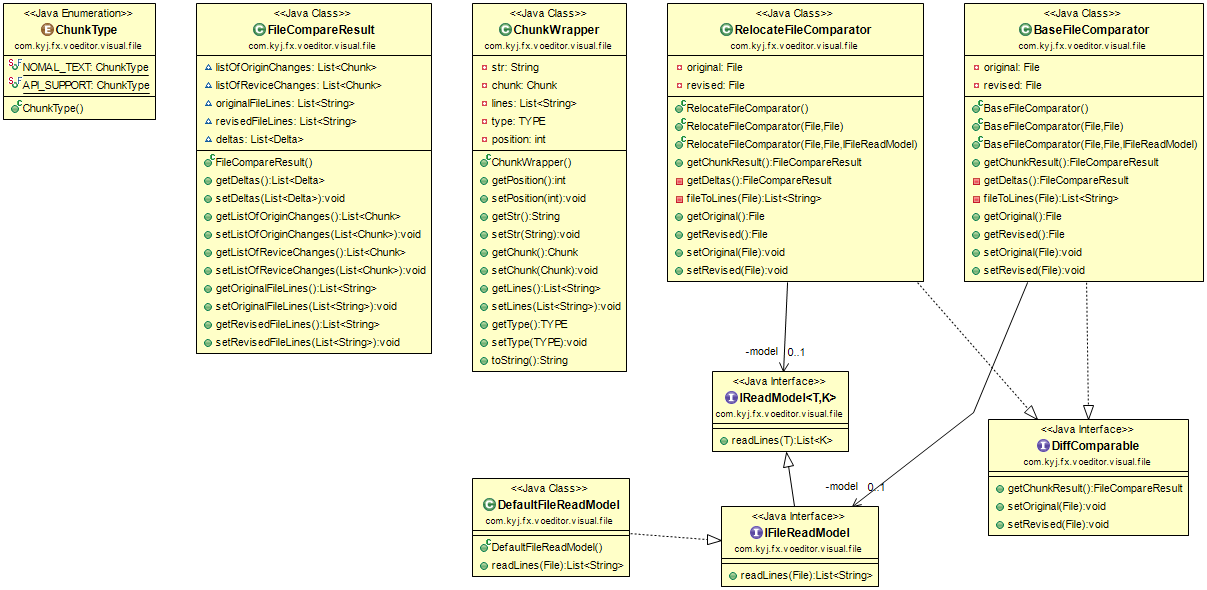 <<Java Enumeration>>
ChunkType
com.kyj.fx.voeditor.visual.file
NOMAL_TEXT: ChunkType
API_SUPPORT: ChunkType
ChunkType()
<<Java Class>>
FileCompareResult
com.kyj.fx.voeditor.visual.file
listOfOriginChanges: List<Chunk>
listOfReviceChanges: List<Chunk>
originalFileLines: List<String>
revisedFileLines: List<String>
deltas: List<Delta>
FileCompareResult()
getDeltas():List<Delta>
setDeltas(List<Delta>):void
getListOfOriginChanges():List<Chunk>
setListOfOriginChanges(List<Chunk>):void
getListOfReviceChanges():List<Chunk>
setListOfReviceChanges(List<Chunk>):void
getOriginalFileLines():List<String>
setOriginalFileLines(List<String>):void
getRevisedFileLines():List<String>
setRevisedFileLines(List<String>):void
<<Java Class>>
ChunkWrapper
com.kyj.fx.voeditor.visual.file
str: String
chunk: Chunk
lines: List<String>
type: TYPE
position: int
ChunkWrapper()
getPosition():int
setPosition(int):void
getStr():String
setStr(String):void
getChunk():Chunk
setChunk(Chunk):void
getLines():List<String>
setLines(List<String>):void
getType():TYPE
setType(TYPE):void
toString():String
<<Java Class>>
RelocateFileComparator
com.kyj.fx.voeditor.visual.file
original: File
revised: File
RelocateFileComparator()
RelocateFileComparator(File,File)
RelocateFileComparator(File,File,IFileReadModel)
getChunkResult():FileCompareResult
getDeltas():FileCompareResult
fileToLines(File):List<String>
getOriginal():File
getRevised():File
setOriginal(File):void
setRevised(File):void
<<Java Class>>
BaseFileComparator
com.kyj.fx.voeditor.visual.file
original: File
revised: File
BaseFileComparator()
BaseFileComparator(File,File)
BaseFileComparator(File,File,IFileReadModel)
getChunkResult():FileCompareResult
getDeltas():FileCompareResult
fileToLines(File):List<String>
getOriginal():File
getRevised():File
setOriginal(File):void
setRevised(File):void
-model 0..1
<<Java Interface>>
IReadModel<T,K>
com.kyj.fx.voeditor.visual.file
readLines(T):List<K>
<<Java Interface>>
DiffComparable
com.kyj.fx.voeditor.visual.file
getChunkResult():FileCompareResult
setOriginal(File):void
setRevised(File):void
-model 0..1
<<Java Class>>
DefaultFileReadModel
com.kyj.fx.voeditor.visual.file
DefaultFileReadModel()
readLines(File):List<String>
<<Java Interface>>
IFileReadModel
com.kyj.fx.voeditor.visual.file
readLines(File):List<String>